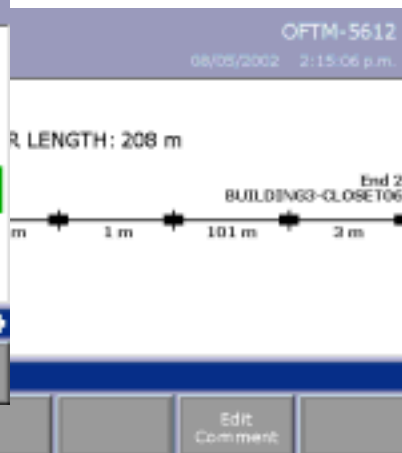 OFTM-5612
08/05/2002 2:15:06 p.m.
R LENGTH: 208 m
End 2
BUILDING3-CLOSET06
m 1 m 101 m 3 m
Edit
Comment